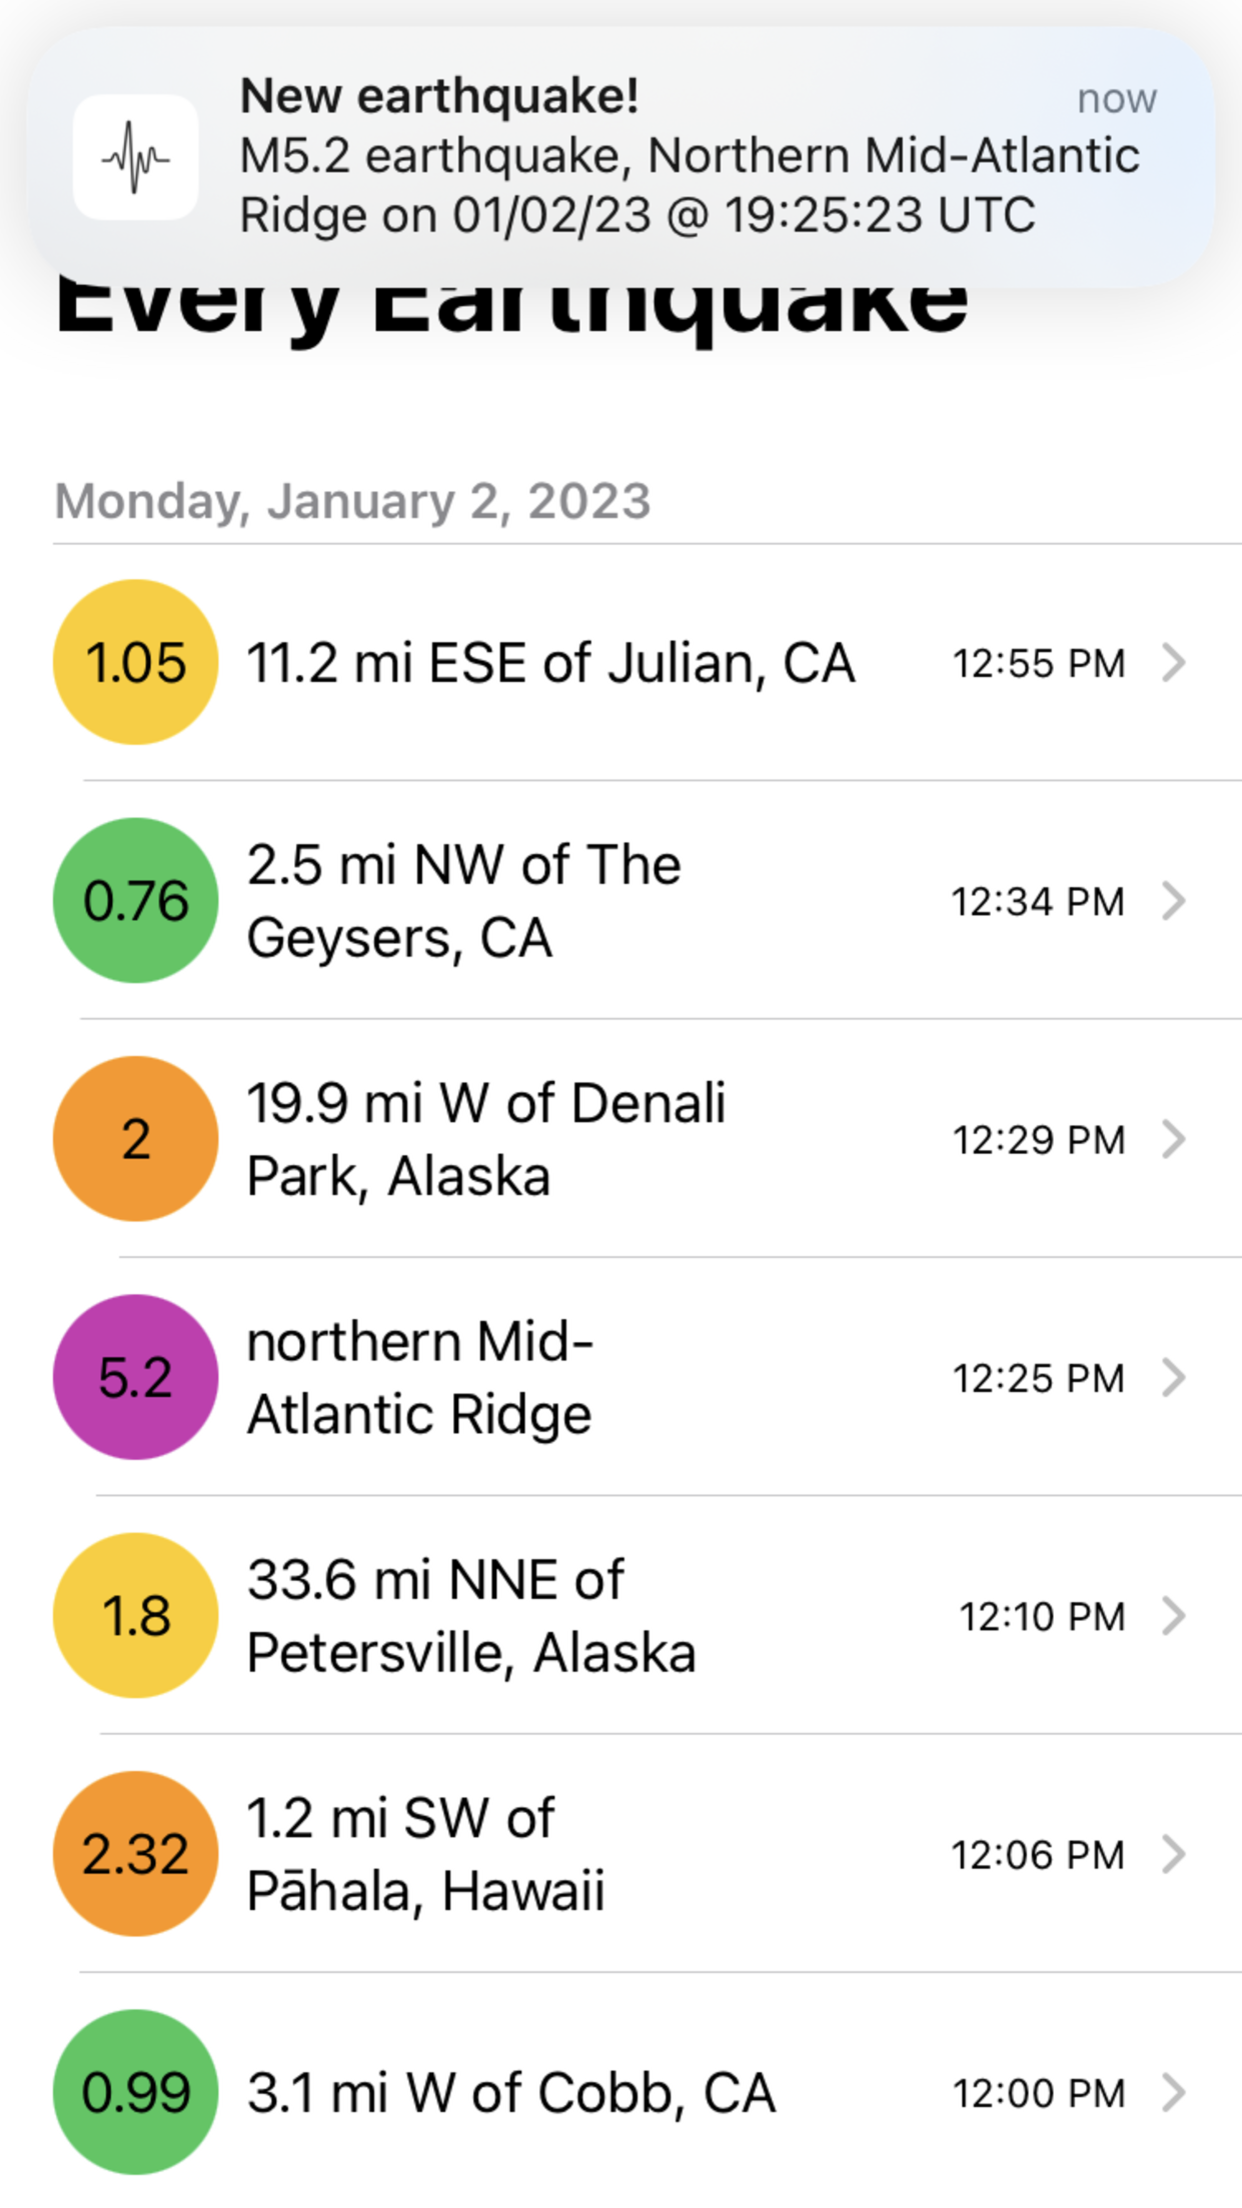 New earthquake!
now
M5.2 earthquake, Northern Mid-Atlantic
Ridge on 01/02/23 @ 19:25:23 UTC
Every Earthquake
Monday, January 2, 2023
1.05
11.2 mi ESE of Julian, CA
12:55 PM
0.76
2.5 mi NW of The
Geysers, CA
12:34 PM
2
19.9 mi W of Denali
Park, Alaska
12:29 PM
5.2
northern Mid-
Atlantic Ridge
12:25 PM
1.8
33.6 mi NNE of
Petersville, Alaska
12:10 PM
2.32
1.2 mi SW of
Pāhala, Hawaii
12:06 PM
0.99
3.1 mi W of Cobb, CA
12:00 PM